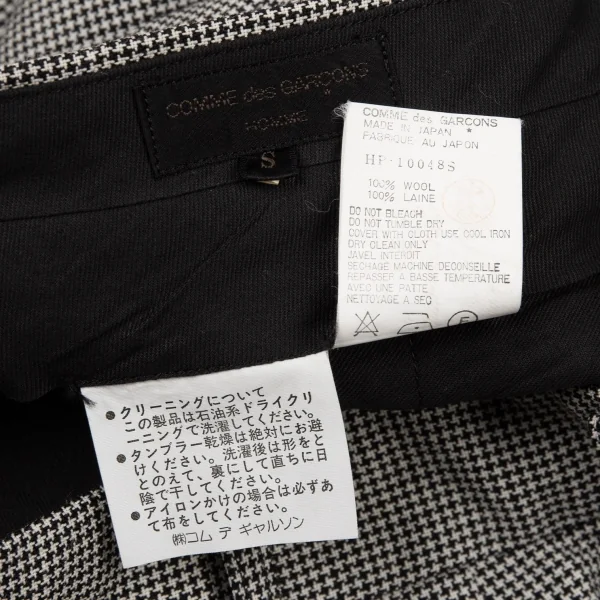 COMME des GARCONS
HOMME
S
COMME des GARCONS
MADE IN JAPAN
FABRIQUE AU JAPON
HP-10048S
100% WOOL
100% LAINE
DO NOT BLEACH
DO NOT TUMBLE DRY
COVER WITH CLOTH USE COOL IRON
DRY CLEAN ONLY
JAVEL INTERDIT
SECHAGE MACHINE DECONSEILLE
REPASSER A BASSE TEMPERATURE
AVEC UNE PATTE
NETTOYAGE A SEC
●クリーニングについて
この製品は石油系ドライクリ
ーニングで洗濯してください。
●タンブラー乾燥は絶対にお避
けください。洗濯後は形をと
とのえて、裏にして直ちに日
陰で干してください。
●アイロンかけの場合は必ずあ
て布をしてください。
㈱コム デ ギャルソン